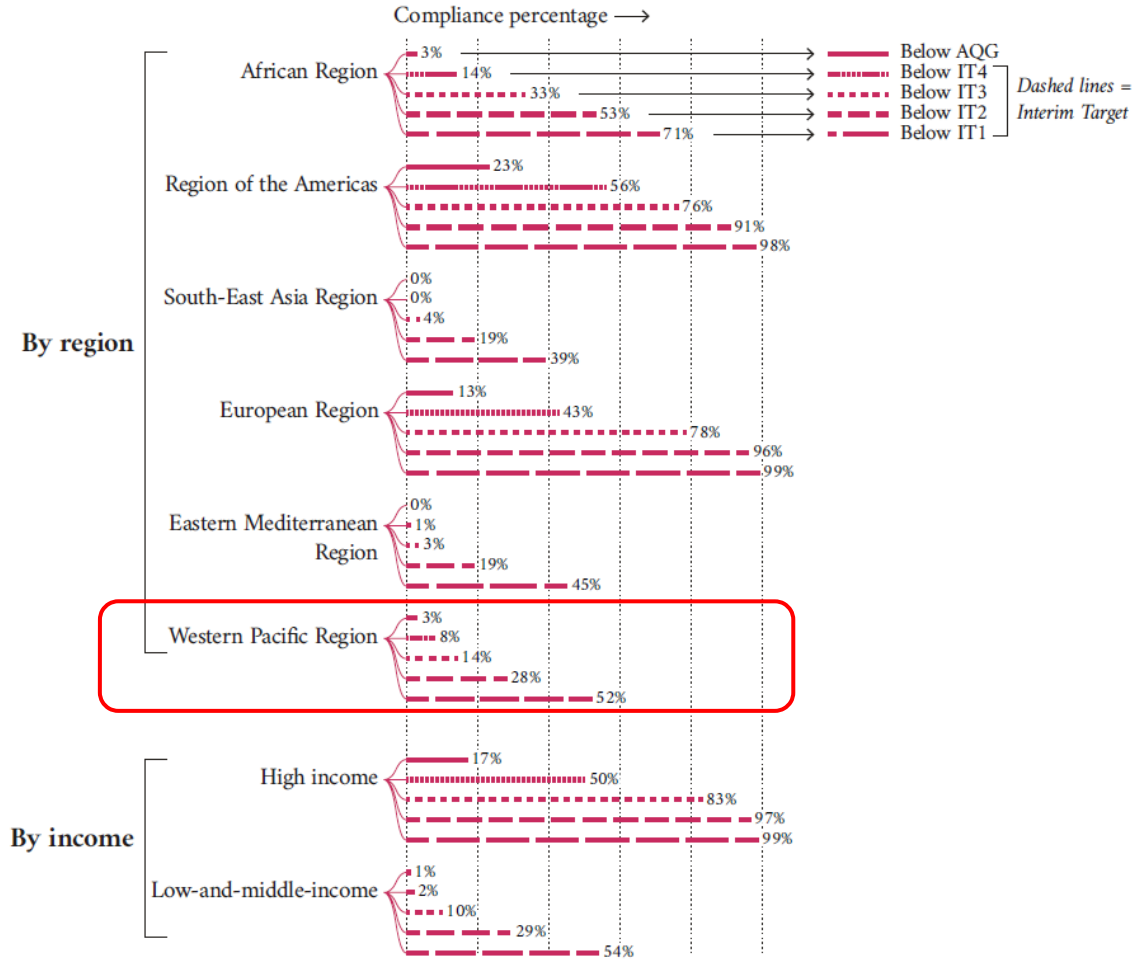 Compliance percentage
African Region
3%
14%
33%
53%
71%
Below AQG
Below IT4
Below IT3
Below IT2
Below IT1
Dashed lines =
Interim Target
Region of the Americas
23%
56%
76%
91%
98%
By region
South-East Asia Region
0%
0%
4%
19%
39%
European Region
13%
43%
78%
96%
99%
Eastern Mediterranean
Region
0%
1%
3%
19%
45%
Western Pacific Region
3%
8%
14%
28%
52%
By income
High income
17%
50%
83%
97%
99%
Low-and-middle-income
1%
2%
10%
29%
54%